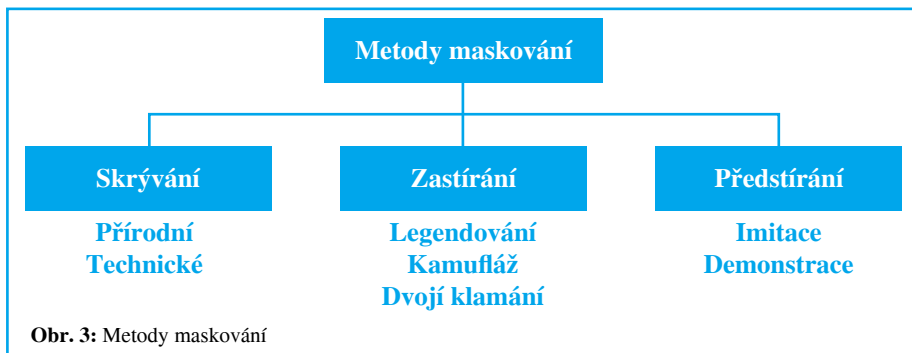 Metody maskování
Skrývání
Přírodní
Technické
Zastírání
Legendování
Kamufláž
Dvojí klamání
Předstírání
Imitace
Demonstrace
Obr. 3: Metody maskování